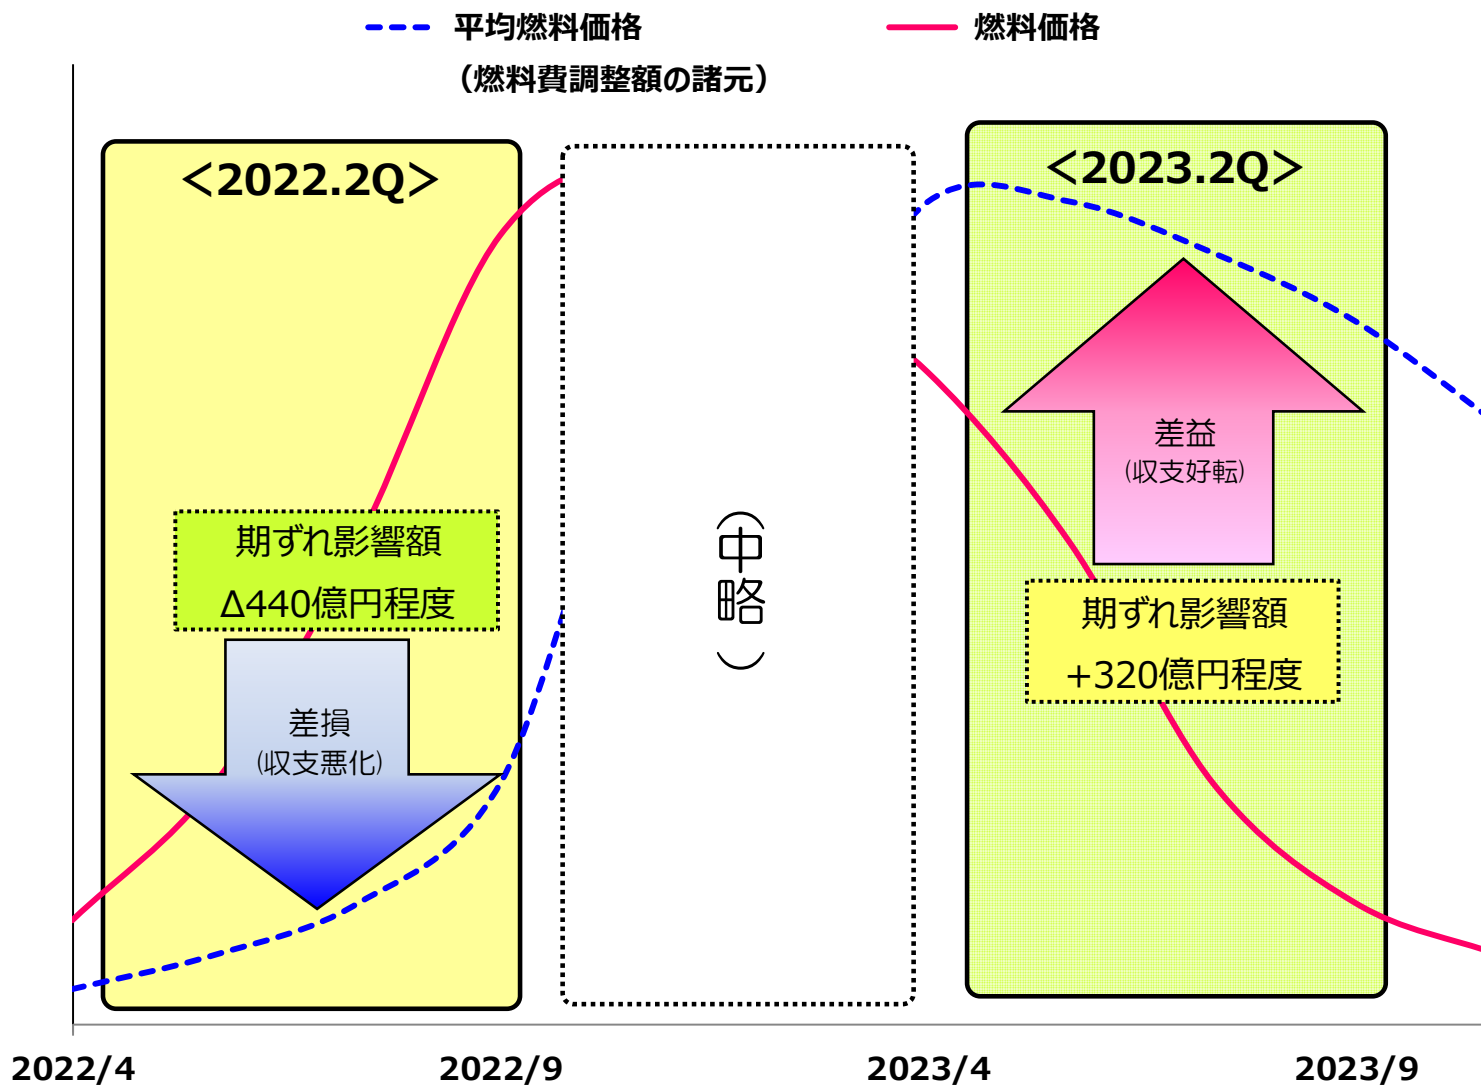 平均燃料価格
（燃料費調整額の諸元）
燃料価格
＜2022.2Q＞
期ずれ影響額
Δ440億円程度
差損
(収支悪化)
（中略）
＜2023.2Q＞
差益
(収支好転)
期ずれ影響額
+320億円程度
2022/4
2022/9
2023/4
2023/9